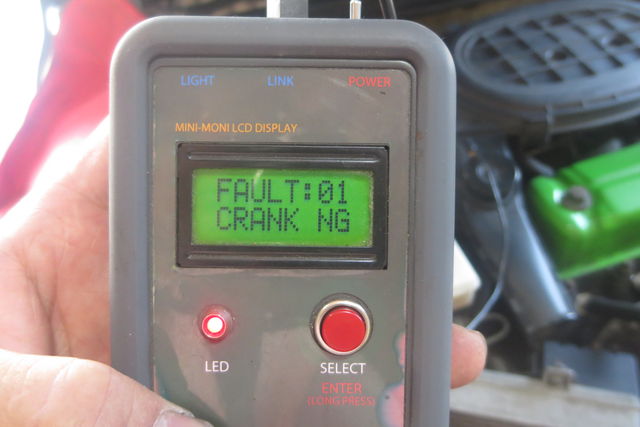 LIGHT LINK POWER
MINI-MONI LCD DISPLAY
FAULT:01
CRANK NG
LED SELECT
ENTER
(LONG PRESS)